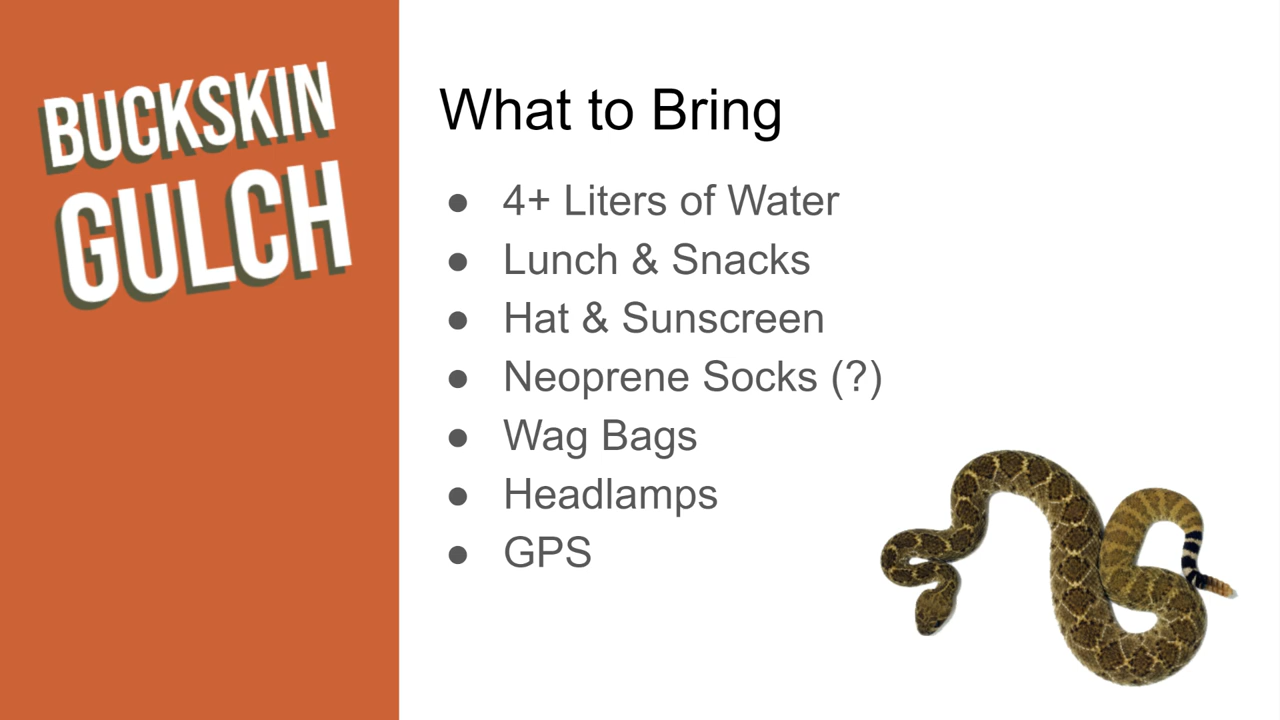 BUCKSKIN
GULCH
What to Bring
● 4+ Liters of Water
● Lunch & Snacks
● Hat & Sunscreen
● Neoprene Socks (?)
● Wag Bags
● Headlamps
● GPS